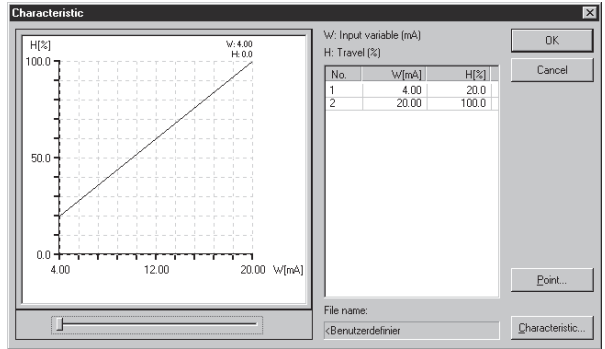 Characteristic
H[%]
W: 4.00
H: 0.0
100.0
50.0
0.0
4.00 12.00 20.00 W[mA]
W: Input variable (mA)
H: Travel (%)
No. W[mA] H[%]
1 4.00 20.0
2 20.00 100.0
File name:
<Benutzerdefinier
OK
Cancel
Point...
Characteristic...